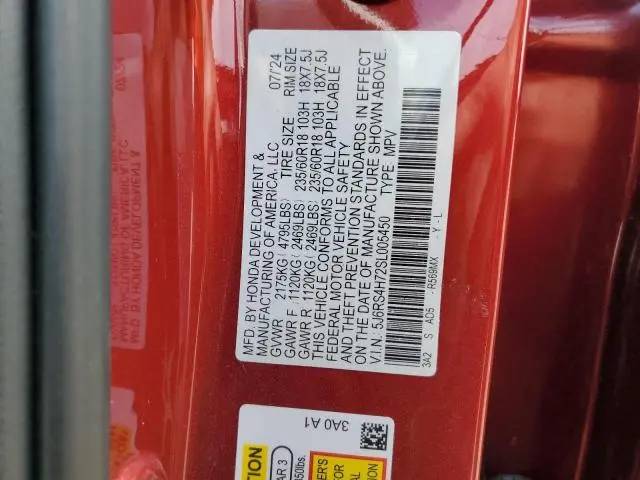 MFD. BY HONDA DEVELOPMENT &
MANUFACTURING OF AMERICA, LLC 07/'24
GVWR 2175KG(4795LBS) TIRE SIZE RIM SIZE
GAWR F 1120KG(2469LBS) 235/60R18 103H 18X7.5J
GAWR R 1120KG(2469LBS) 235/60R18 103H 18X7.5J
THIS VEHICLE CONFORMS TO ALL APPLICABLE
FEDERAL MOTOR VEHICLE SAFETY
AND THEFT PREVENTION STANDARDS IN EFFECT
ON THE DATE OF MANUFACTURE SHOWN ABOVE.
V.I.N.: 5J6RS4H72SL005450 TYPE: MPV
3A2 S AC5 R569MX - Y - L
3A0 A1